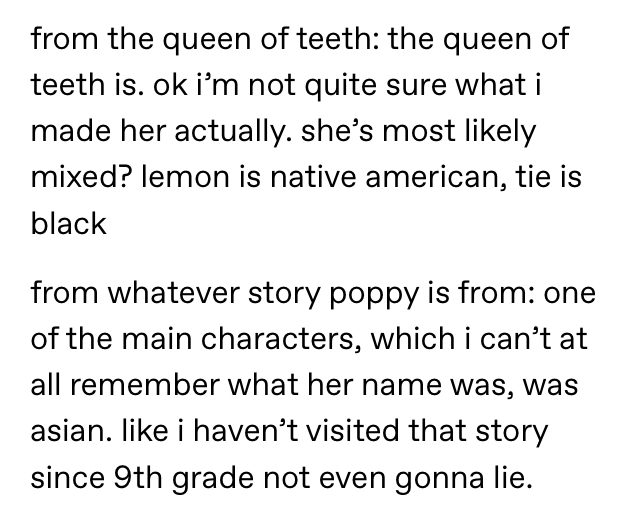 from the queen of teeth: the queen of
teeth is. ok i’m not quite sure what i
made her actually. she’s most likely
mixed? lemon is native american, tie is
black
from whatever story poppy is from: one
of the main characters, which i can’t at
all remember what her name was, was
asian. like i haven’t visited that story
since 9th grade not even gonna lie.